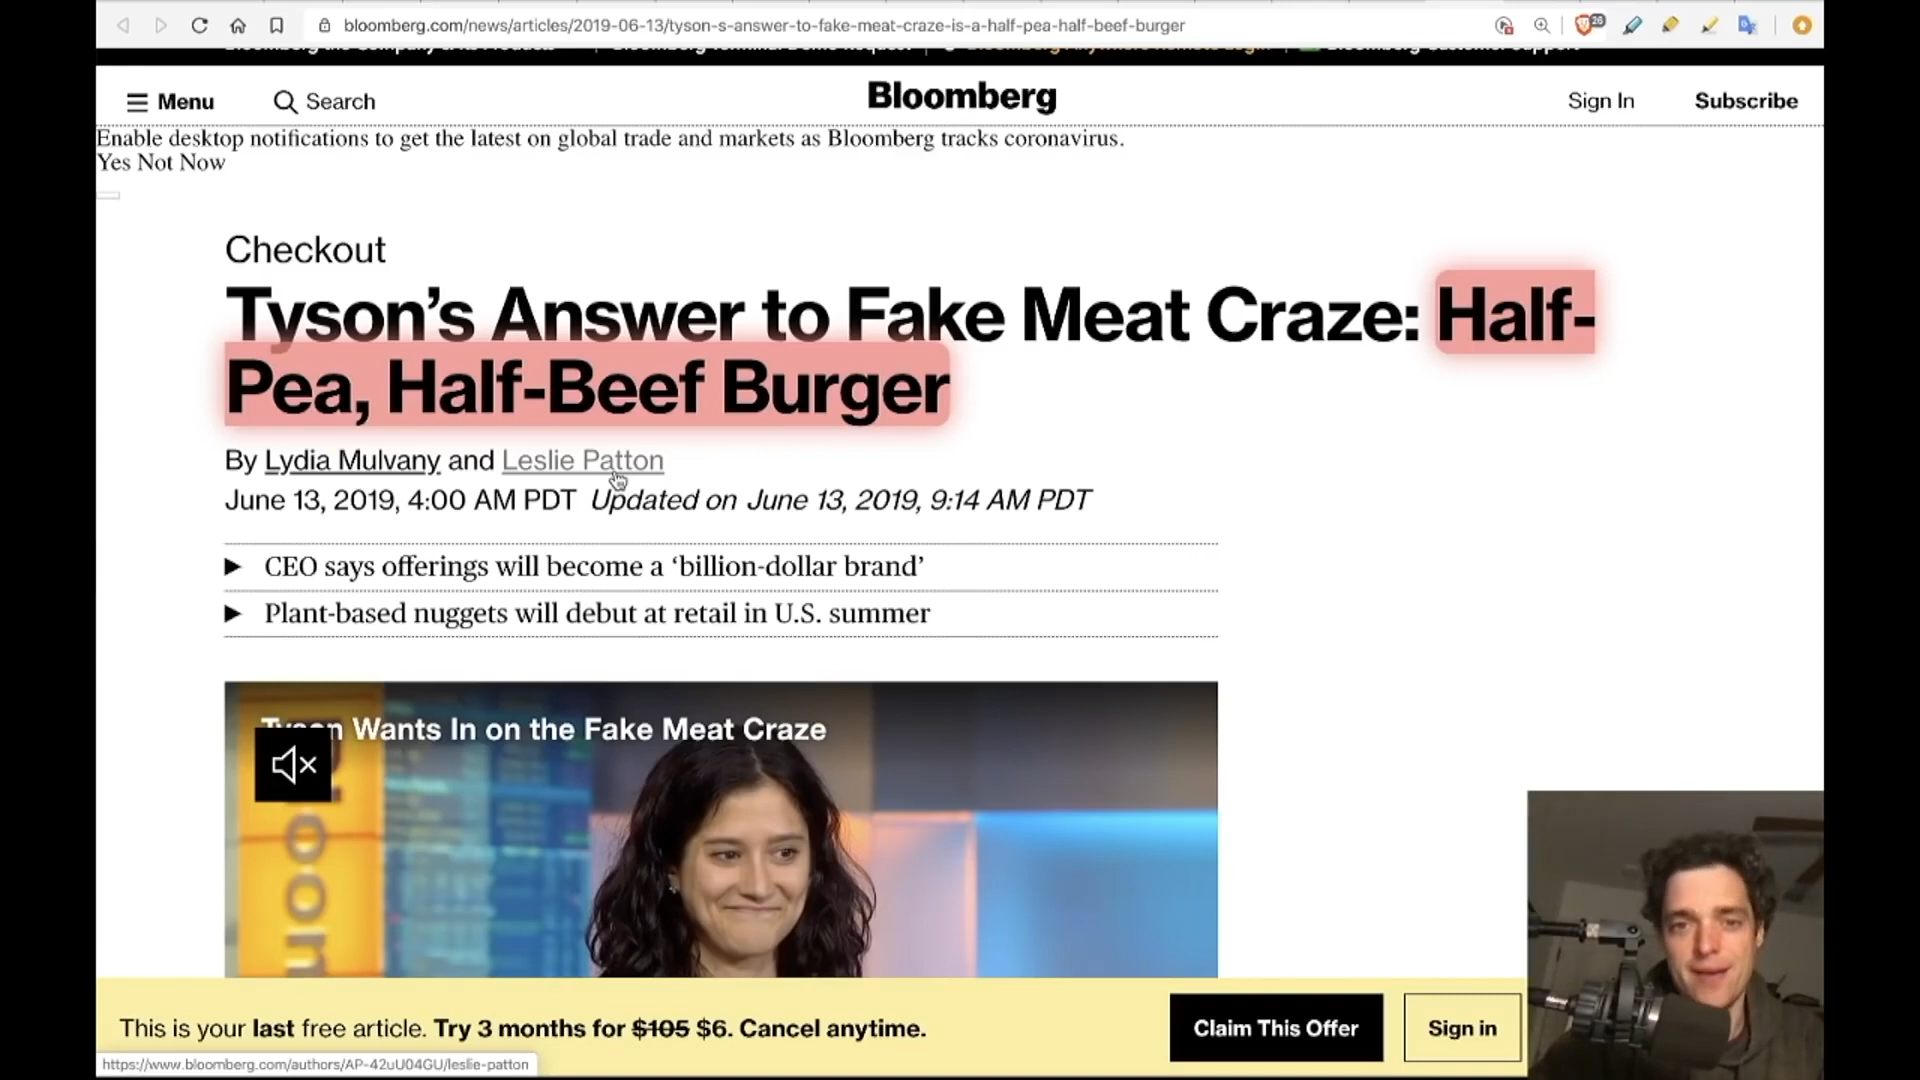 bloomberg.com/news/articles/2019-06-13/tyson-s-answer-to-fake-meat-craze-is-a-half-pea-half-beef-burger
26
Menu
Search
Bloomberg
Sign In
Subscribe
Enable desktop notifications to get the latest on global trade and markets as Bloomberg tracks coronavirus.
Yes Not Now
Checkout
Tyson’s Answer to Fake Meat Craze: Half-
Pea, Half-Beef Burger
By Lydia Mulvany and Leslie Patton
June 13, 2019, 4:00 AM PDT Updated on June 13, 2019, 9:14 AM PDT
CEO says offerings will become a ‘billion-dollar brand’
Plant-based nuggets will debut at retail in U.S. summer
Tyson Wants In on the Fake Meat Craze
This is your last free article. Try 3 months for $105 $6. Cancel anytime.
Claim This Offer
Sign in
https://www.bloomberg.com/authors/AP-42uU04GU/leslie-patton